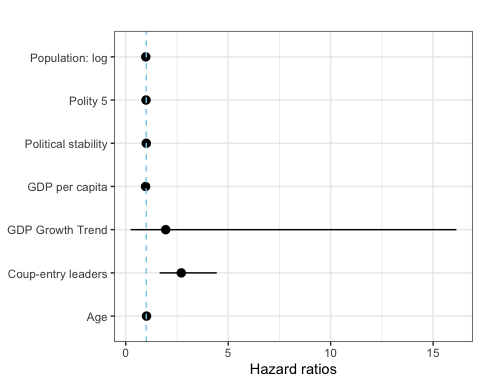 Population: log
Polity 5
Political stability
GDP per capita
GDP Growth Trend
Coup-entry leaders
Age
0 5 10 15
Hazard ratios